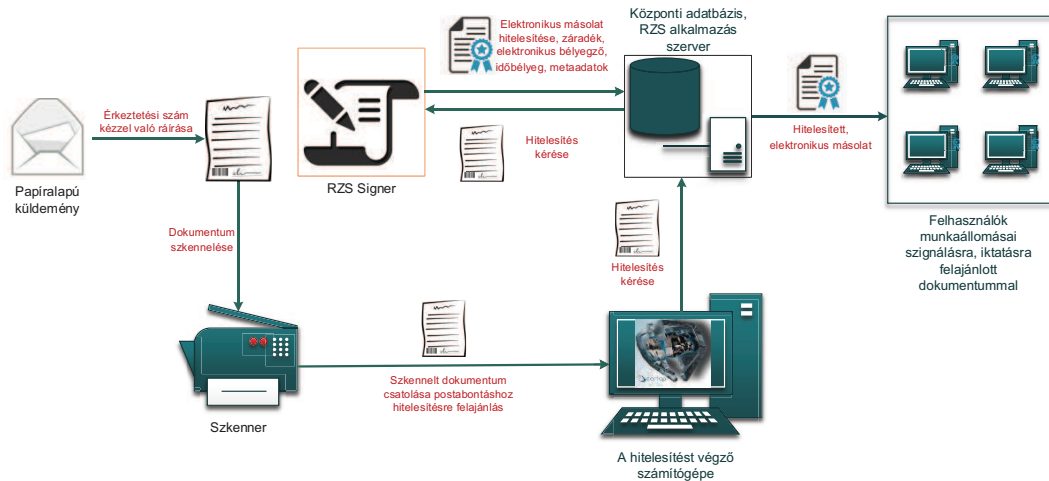 Elektronikus másolat
hitelesítése, záradék,
elektronikus bélyegző,
időbélyeg, metaadatok
Központi adatbázis,
RZS alkalmazás
szerver
Érkeztetési szám
kézzel való ráírása
Hitelesítés
kérése
Hitelesített,
elektronikus másolat
Papíralapú
küldemény
RZS Signer
Dokumentum
szkennelése
Hitelesítés
kérése
Felhasználók
munkaállomásai
szignálásra, iktatásra
felajánlott
dokumentummal
Szkennelt dokumentum
csatolása postabontáshoz
hitelesítésre felajánlás
Szkenner
A hitelesítést végző
számítógépe